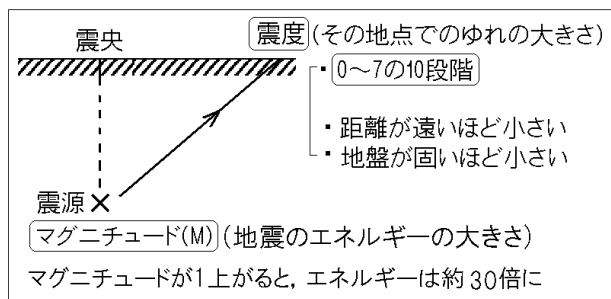 震央
震度(その地点でのゆれの大きさ)
・0～7の10段階
・距離が遠いほど小さい
・地盤が固いほど小さい
震源
マグニチュード(M)(地震のエネルギーの大きさ)
マグニチュードが1上がると，エネルギーは約30倍に